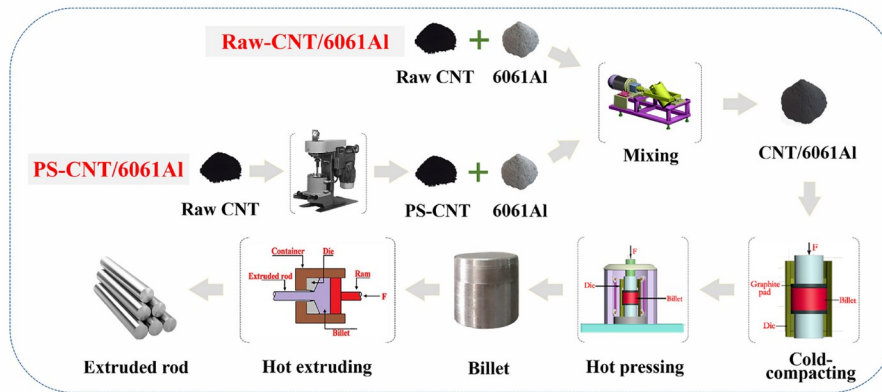 Raw-CNT/6061Al
Raw CNT
6061Al
Mixing
CNT/6061Al
PS-CNT/6061Al
Raw CNT
PS-CNT
6061Al
Container
Die
Extruded rod
Ram
F
Billet
F
Die
Billet
F
Graphite
pad
Billet
Die
Extruded rod
Hot extruding
Billet
Hot pressing
Cold-
compacting